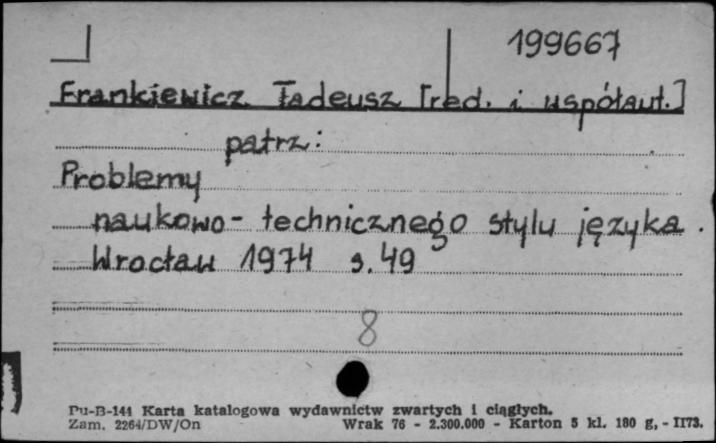 199667
Frankiewicz Tadeusz [red. i współaut.]
patrz:
Problemy
naukowo-technicznego stylu języka.
Wrocław 1974 s. 49
8
Pu-B-144 Karta katalogowa wydawnictw zwartych i ciągłych.
Zam. 2264/DW/On Wrak 76 - 2.300.000 - Karton 5 kl. 180 g, - II73.